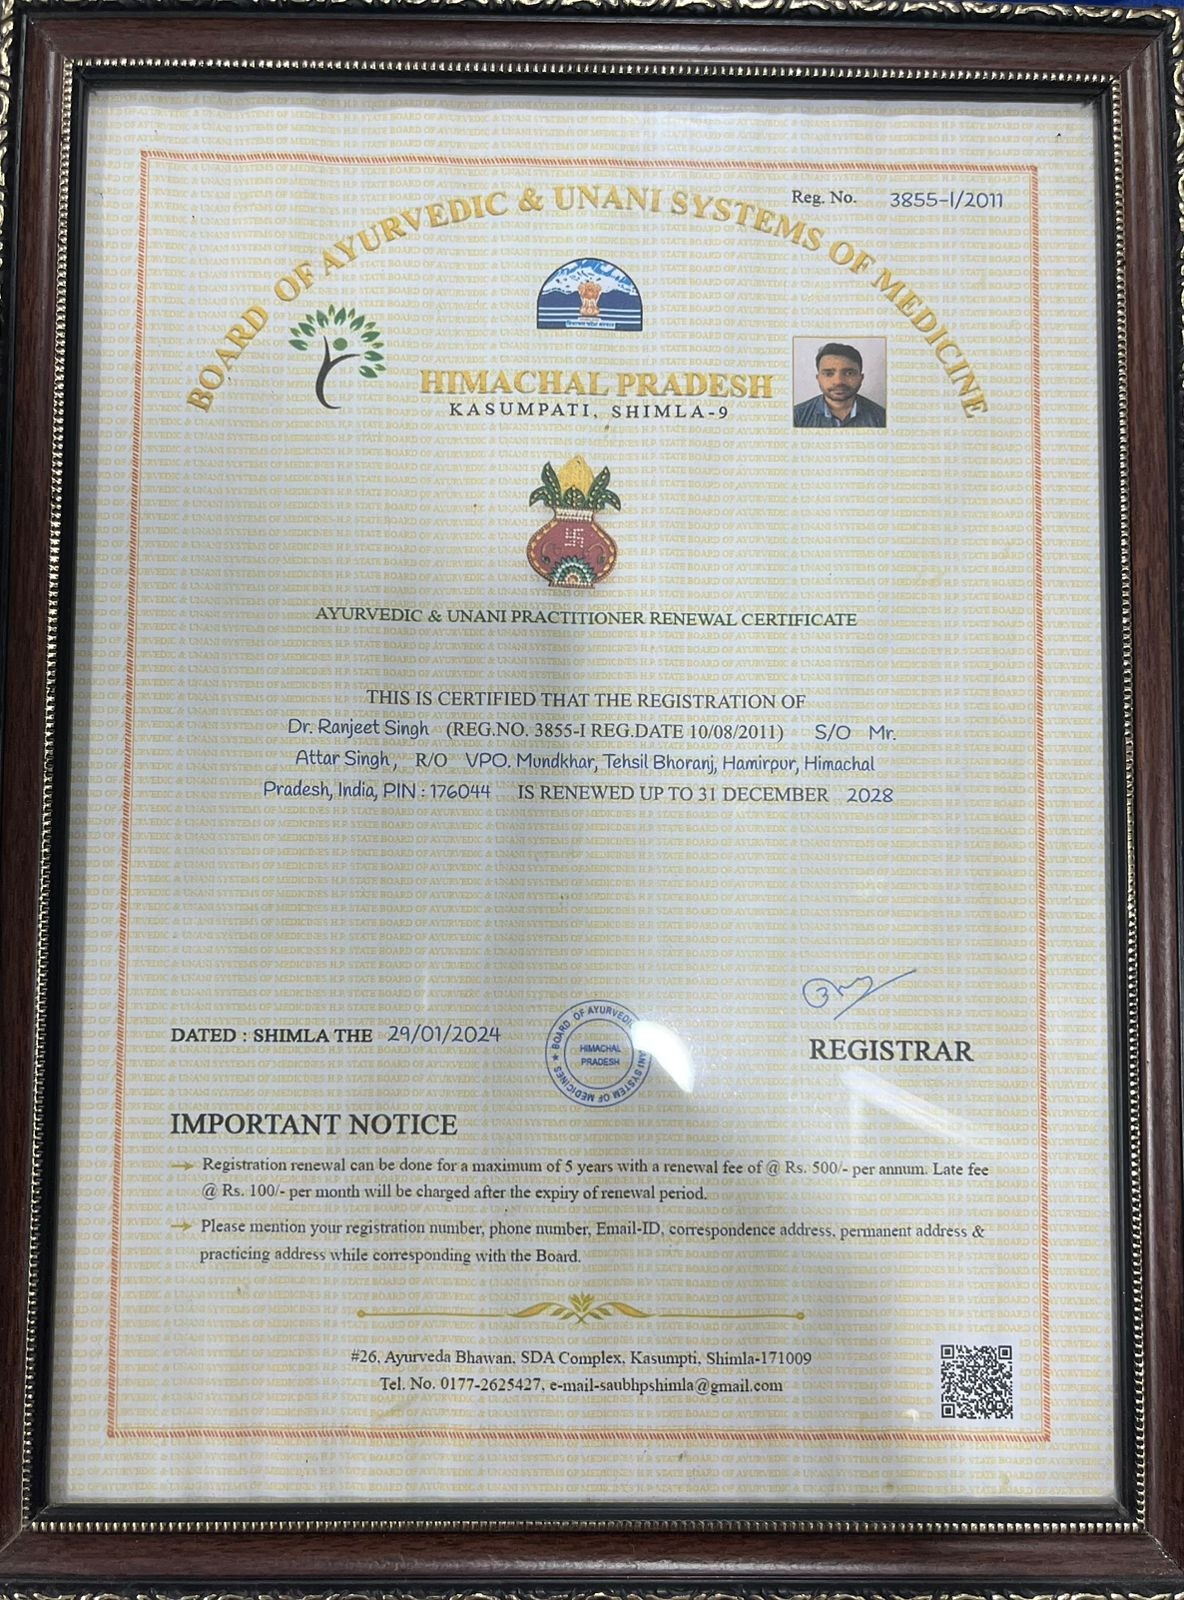 Reg. No. 3855-I/2011
BOARD OF AYURVEDIC & UNANI SYSTEMS OF MEDICINE
HIMACHAL PRADESH
KASUMPATI, SHIMLA-9
AYURVEDIC & UNANI PRACTITIONER RENEWAL CERTIFICATE
THIS IS CERTIFIED THAT THE REGISTRATION OF
Dr. Ranjeet Singh (REG.NO. 3855-I REG.DATE 10/08/2011) S/O Mr.
Attar Singh, R/O VPO. Mundkhar, Tehsil Bhoranj, Hamirpur, Himachal
Pradesh, India, PIN : 176044 IS RENEWED UP TO 31 DECEMBER 2028
DATED : SHIMLA THE 29/01/2024
BOARD OF AYURVEDIC
SYSTEM OF MEDICINES
HIMACHAL
PRADESH
REGISTRAR
IMPORTANT NOTICE
Registration renewal can be done for a maximum of 5 years with a renewal fee of @ Rs. 500/- per annum. Late fee
@ Rs. 100/- per month will be charged after the expiry of renewal period.
Please mention your registration number, phone number, Email-ID, correspondence address, permanent address &
practicing address while corresponding with the Board.
#26, Ayurveda Bhawan, SDA Complex, Kasumpti, Shimla-171009
Tel. No. 0177-2625427, e-mail-saubhpshimla@gmail.com